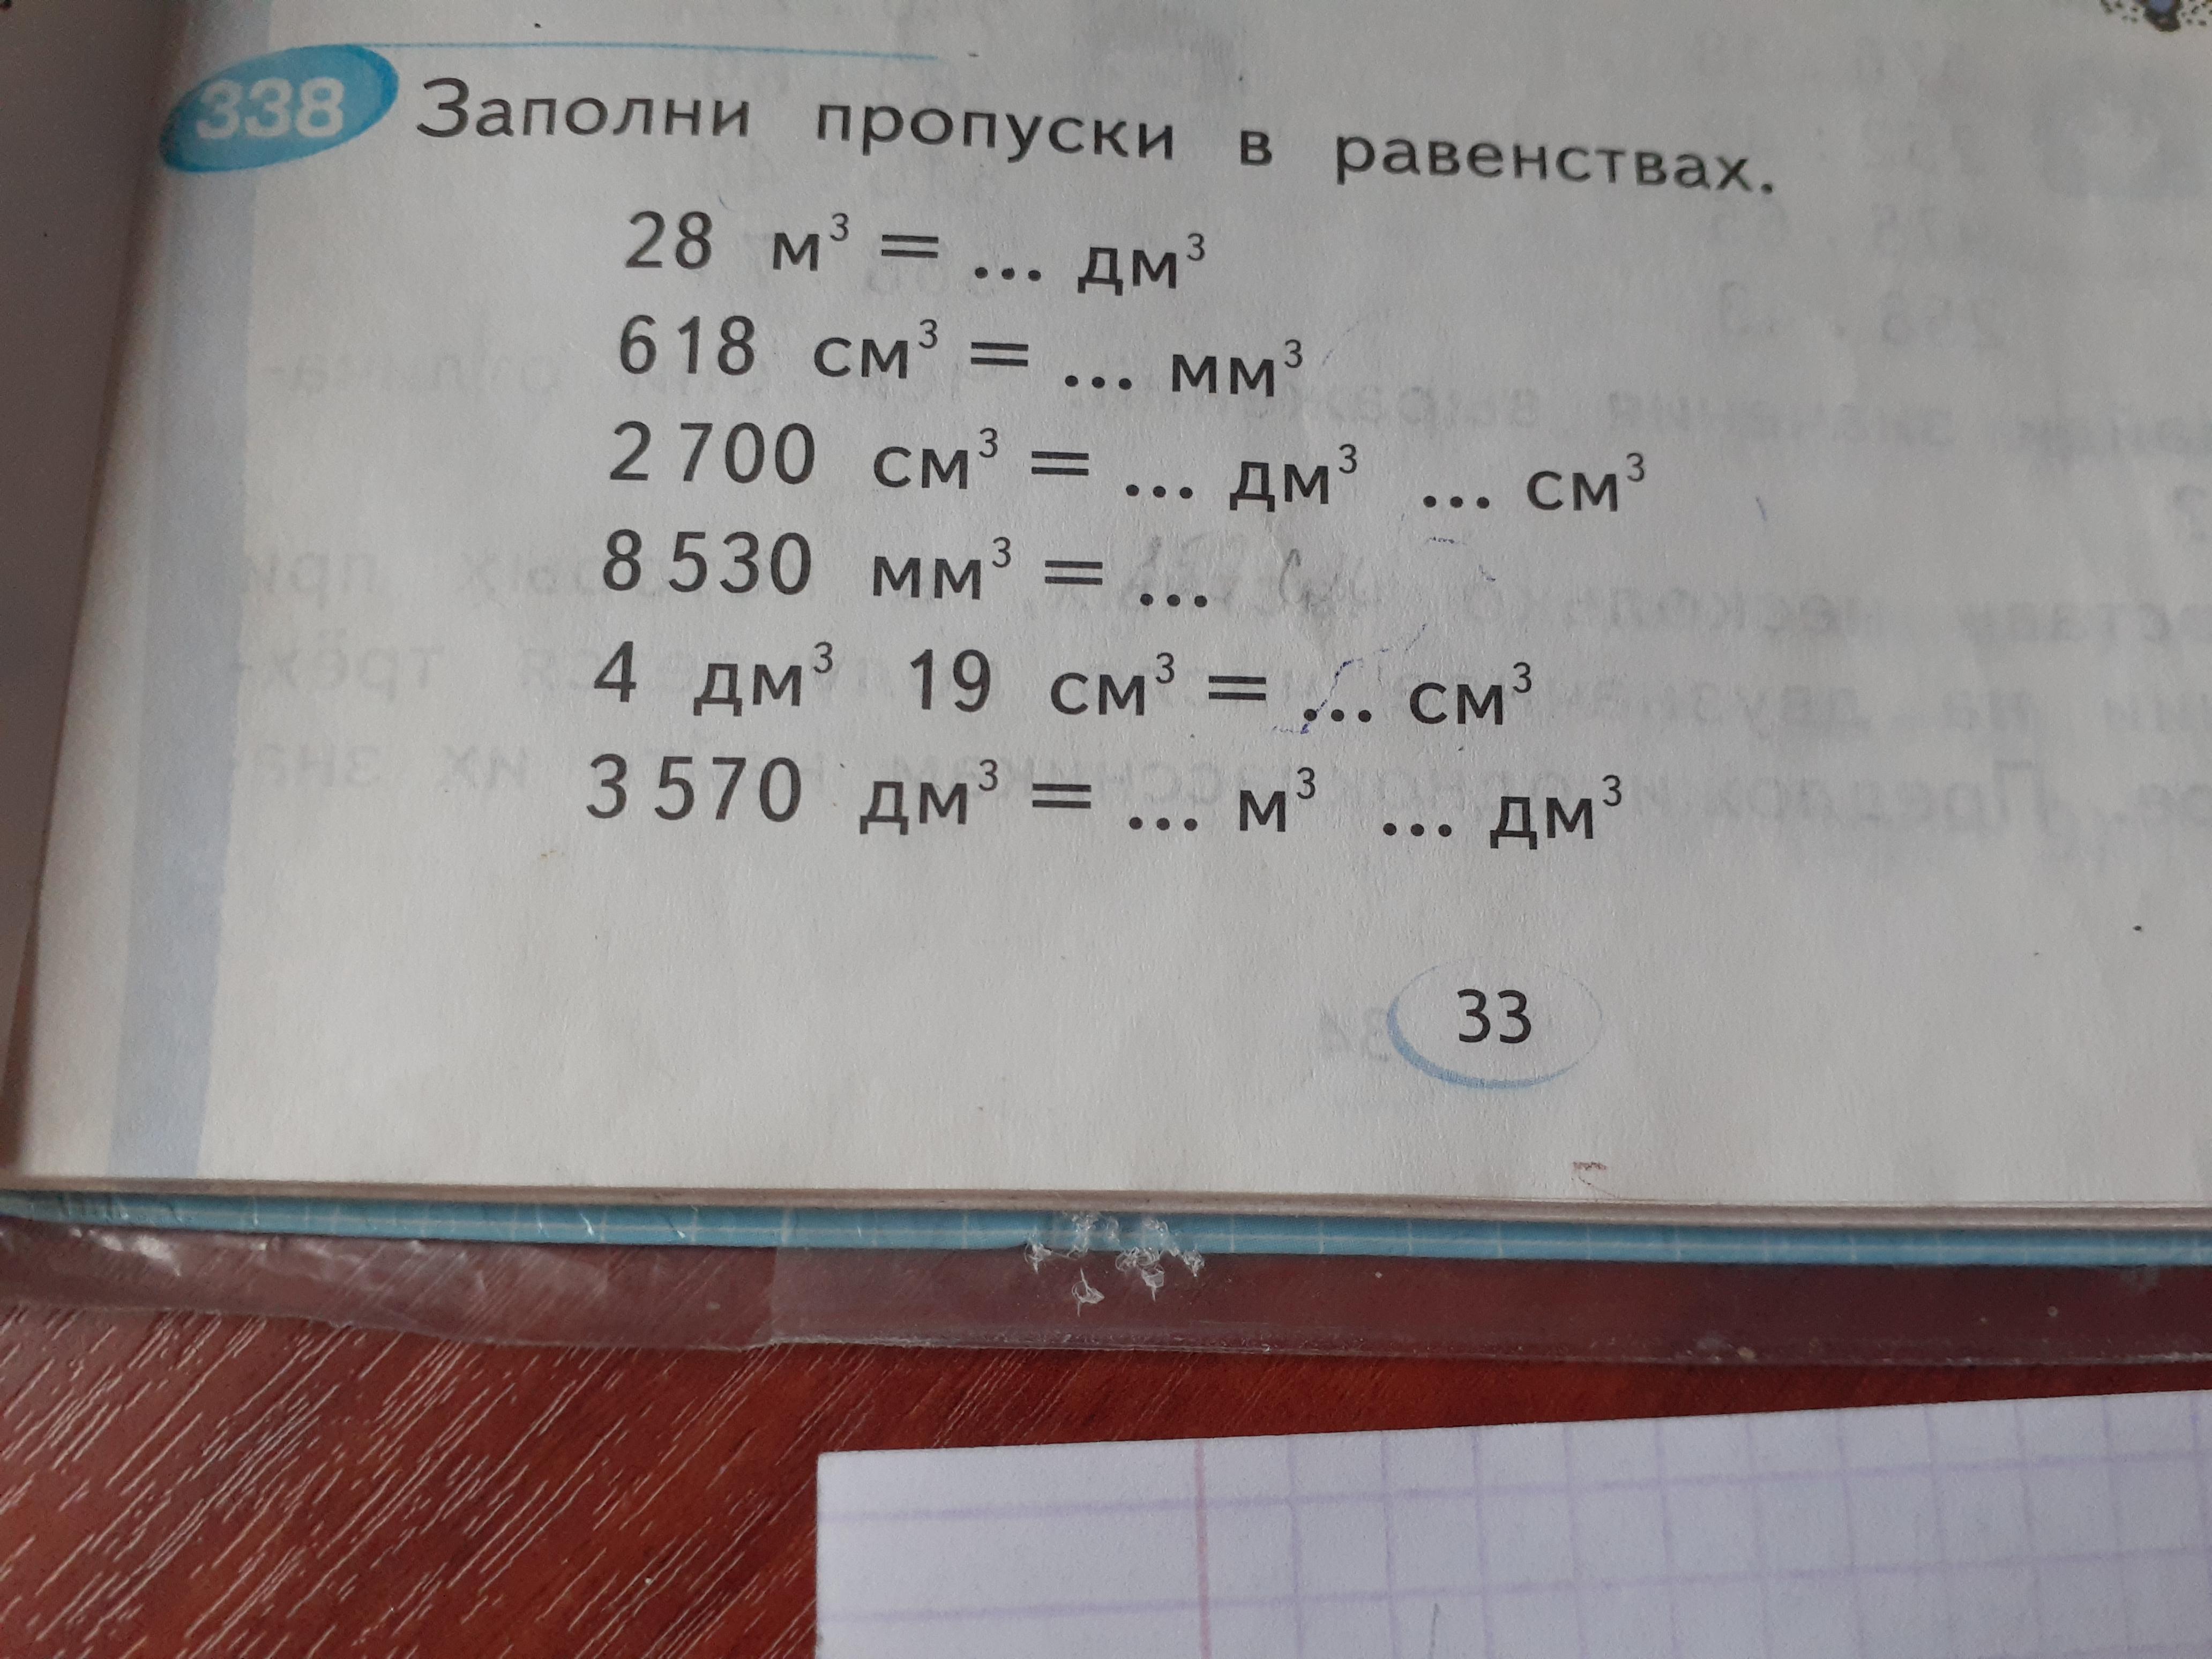 338 Заполни пропуски в равенствах.
28 м³ = ... дм³
618 см³ = ... мм³
2 700 см³ = ... дм³ ... см³
8 530 мм³ = ...
4 дм³ 19 см³ = ... см³
3 570 дм³ = ... м³ ... дм³
33